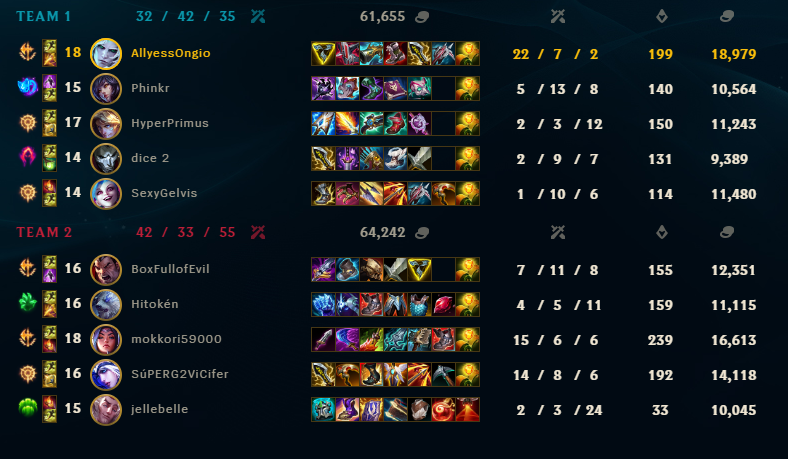 TEAM 1 32 / 42 / 35 61,655
18 AllyessOngio 22 / 7 / 2 199 18,979
15 Phinkr 5 / 13 / 8 140 10,564
17 HyperPrimus 2 / 3 / 12 150 11,243
14 dice 2 2 / 9 / 7 131 9,389
14 SexyGelvis 1 / 10 / 6 114 11,480
TEAM 2 42 / 33 / 55 64,242
16 BoxFullofEvil 7 / 11 / 8 155 12,351
16 Hitokén 4 / 5 / 11 159 11,115
18 mokkori59000 15 / 6 / 6 239 16,613
16 SúPERG2ViCifer 14 / 8 / 6 192 14,118
15 jellebelle 2 / 3 / 24 33 10,045